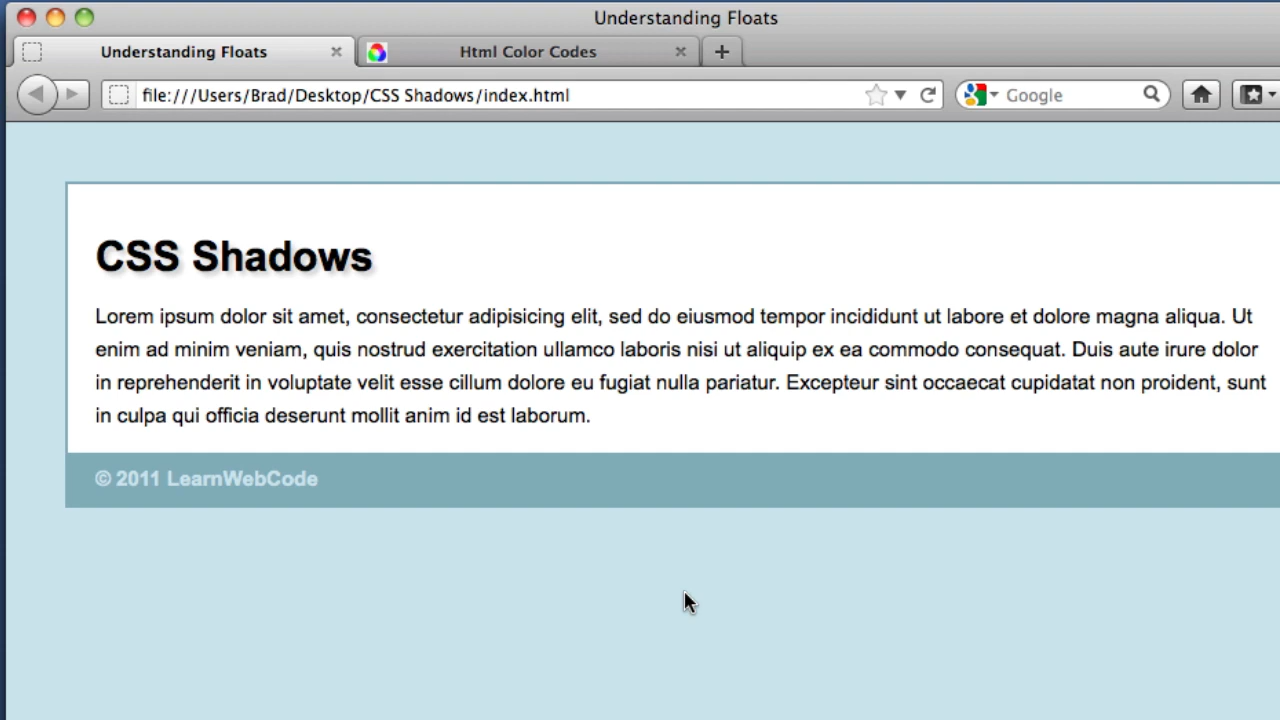 Understanding Floats
Understanding Floats
Html Color Codes
file:///Users/Brad/Desktop/CSS Shadows/index.html
Google
CSS Shadows
Lorem ipsum dolor sit amet, consectetur adipisicing elit, sed do eiusmod tempor incididunt ut labore et dolore magna aliqua. Ut
enim ad minim veniam, quis nostrud exercitation ullamco laboris nisi ut aliquip ex ea commodo consequat. Duis aute irure dolor
in reprehenderit in voluptate velit esse cillum dolore eu fugiat nulla pariatur. Excepteur sint occaecat cupidatat non proident, sunt
in culpa qui officia deserunt mollit anim id est laborum.
© 2011 LearnWebCode